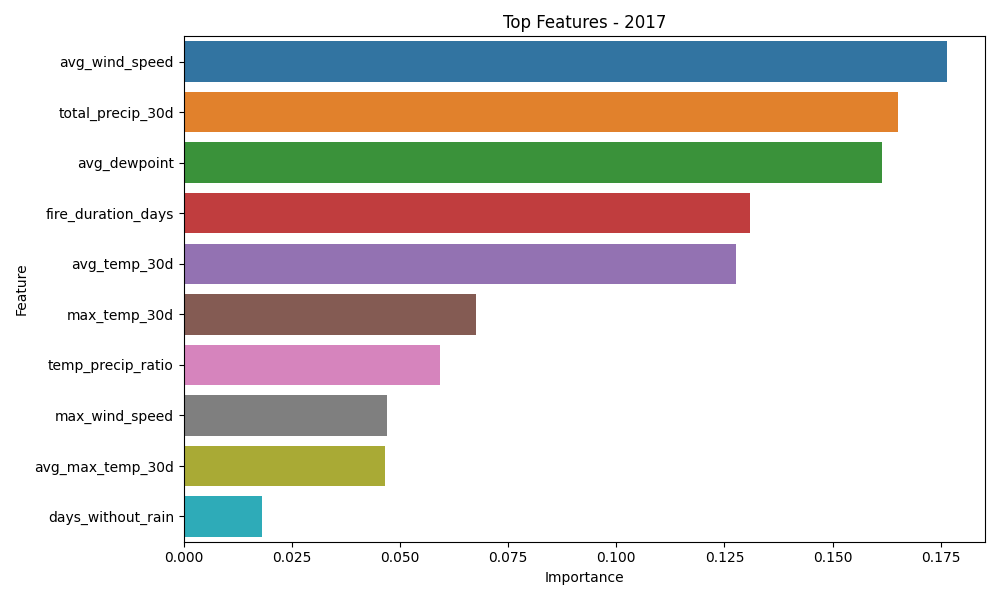 Top Features - 2017
Feature
avg_wind_speed
total_precip_30d
avg_dewpoint
fire_duration_days
avg_temp_30d
max_temp_30d
temp_precip_ratio
max_wind_speed
avg_max_temp_30d
days_without_rain
0.000 0.025 0.050 0.075 0.100 0.125 0.150 0.175
Importance